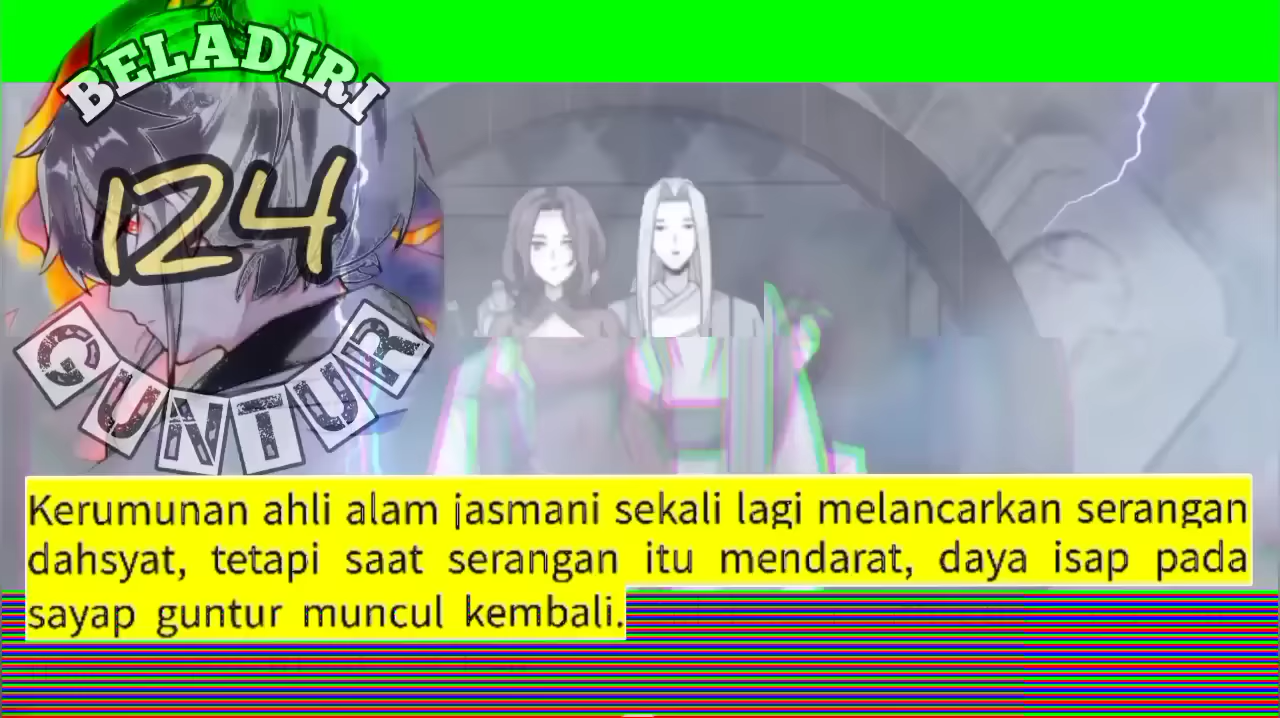 BELADIRI
124
GUNTUR
Kerumunan ahli alam jasmani sekali lagi melancarkan serangan
dahsyat, tetapi saat serangan itu mendarat, daya isap pada
sayap guntur muncul kembali.